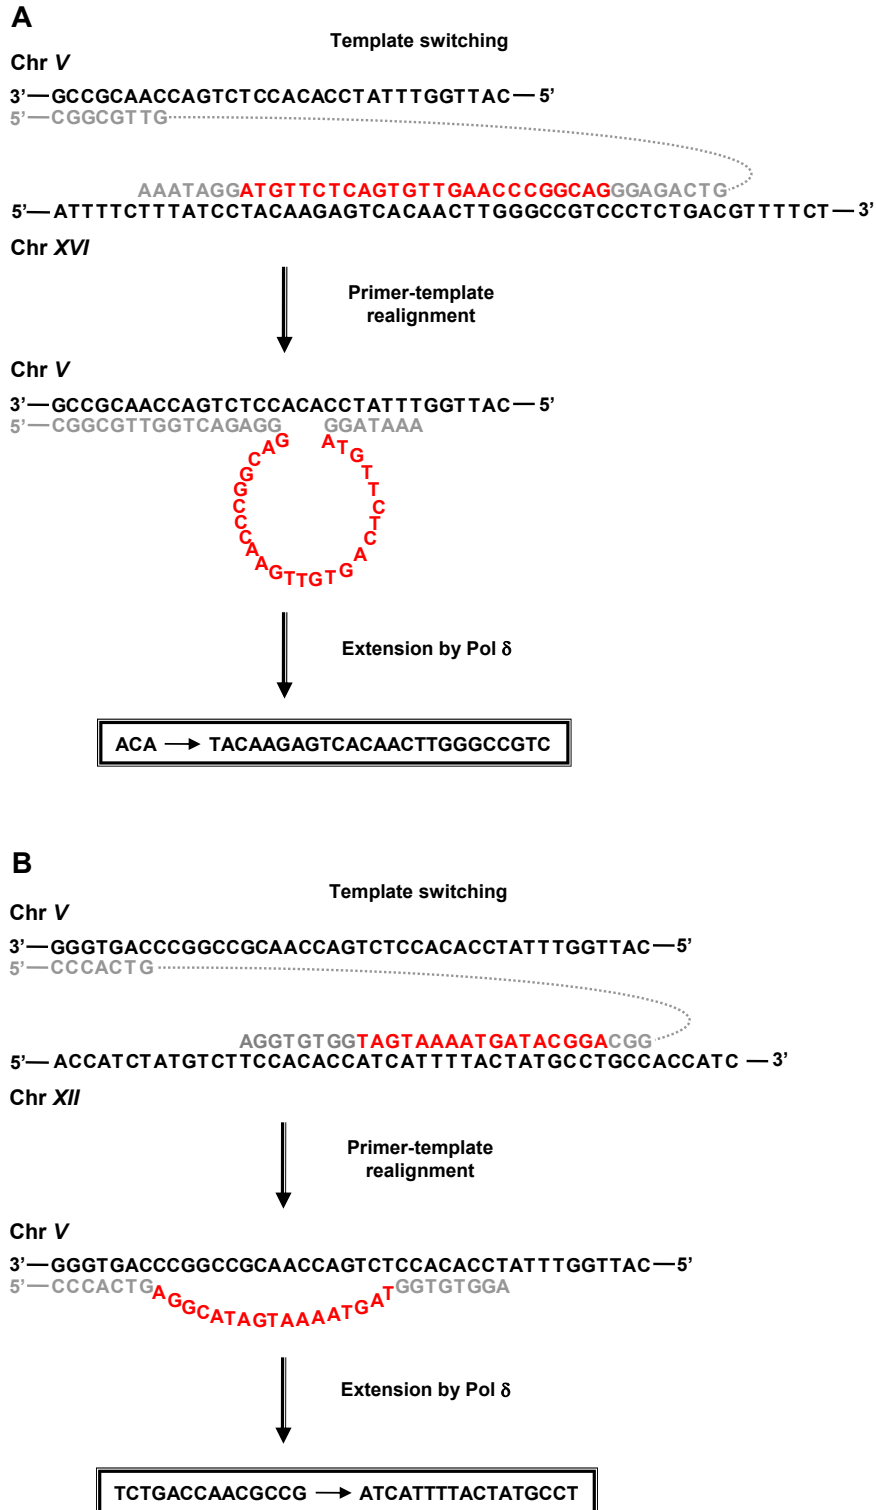 A
Template switching
Chr V
3’—GCCGCAACCAGTCTCCACACCTATTTGGTTAC—5’
5’—CGGCGTTG
AAATAGGATGTTCTCAGTGTTGAACCCGGCAGGGAGACTG
5’—ATTTTCTTTATCCTACAAGAGTCACAACTTGGGCCGTCCCTCTGACGTTTTCT—3’
Chr XVI
Primer-template
realignment
Chr V
3’—GCCGCAACCAGTCTCCACACCTATTTGGTTAC—5’
5’—CGGCGTTGGTCAGAGG GGATAAA
GACGGCCCAAGTTGTGACTCTTGTA
Extension by Pol δ
ACA → TACAAGAGTCACAACTTGGGCCGTC
B
Template switching
Chr V
3’—GGGTGACCCGGCCGCAACCAGTCTCCACACCTATTTGGTTAC—5’
5’—CCCACTG
AGGTGTGGTAGTAAAATGATACGGACGG
5’—ACCATCTATGTCTTCCACACCATCATTTTACTATGCCTGCCACCATC—3’
Chr XII
Primer-template
realignment
Chr V
3’—GGGTGACCCGGCCGCAACCAGTCTCCACACCTATTTGGTTAC—5’
5’—CCCACTGAGGCATAGTAAAATGATGGTGTGGA
Extension by Pol δ
TCTGACCAACGCCG → ATCATTTTACTATGCCT